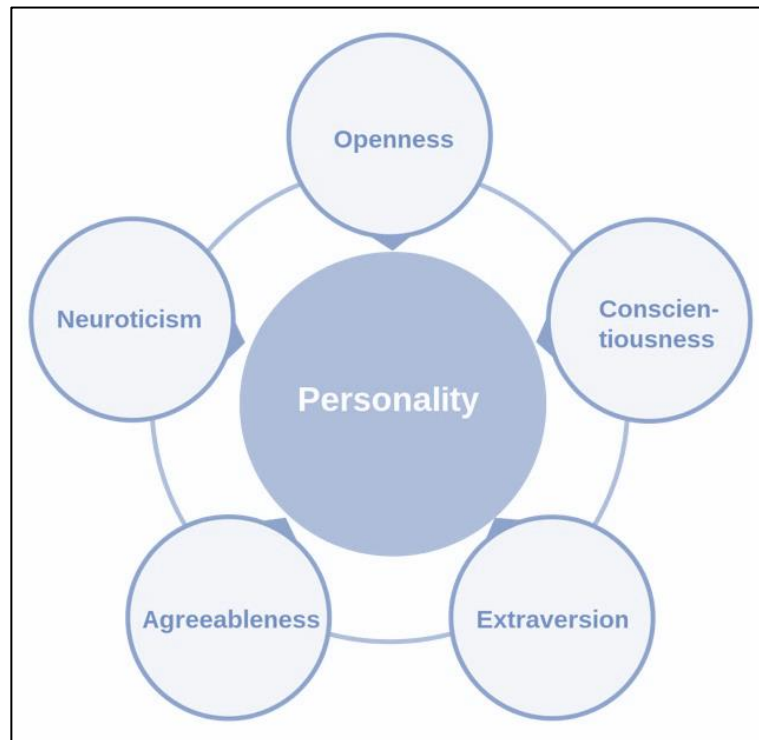 Openness
Conscien-
tiousness
Extraversion
Agreeableness
Neuroticism
Personality